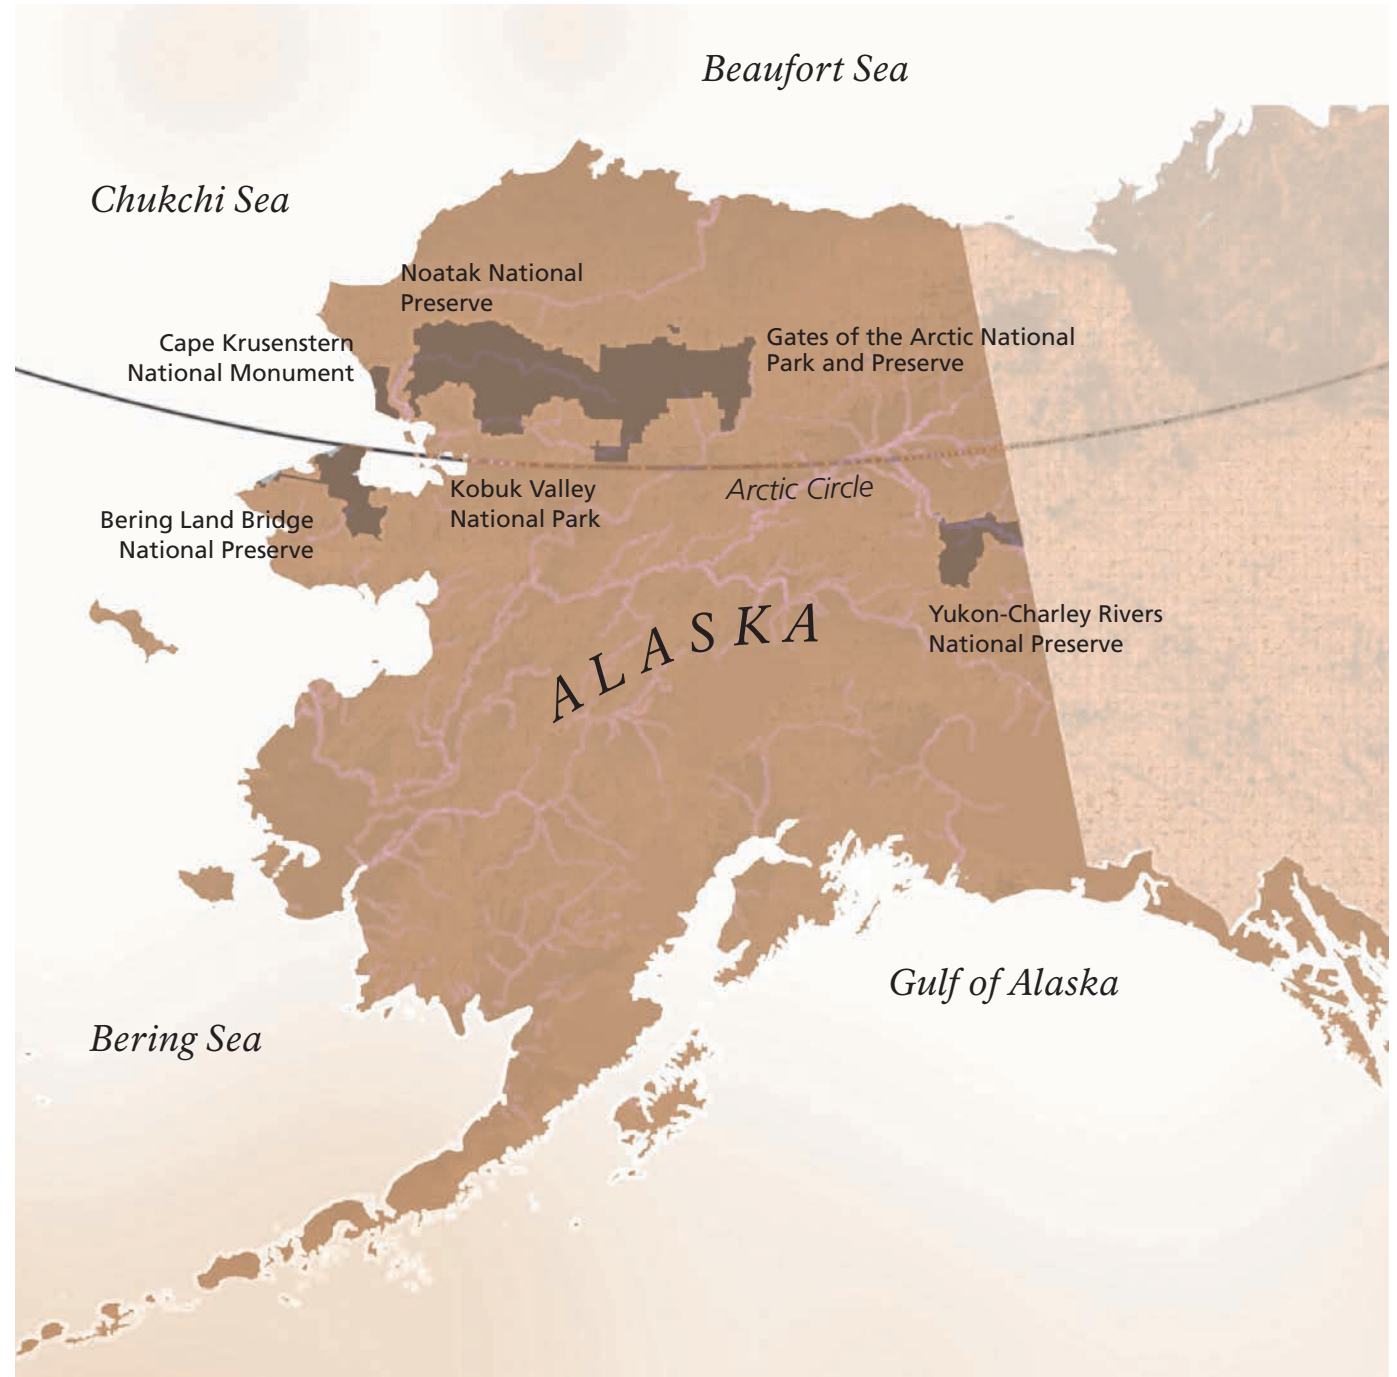 Beaufort Sea
Chukchi Sea
Noatak National
Preserve
Cape Krusenstern
National Monument
Gates of the Arctic National
Park and Preserve
Kobuk Valley
National Park
Arctic Circle
Bering Land Bridge
National Preserve
Yukon-Charley Rivers
National Preserve
ALASKA
Gulf of Alaska
Bering Sea